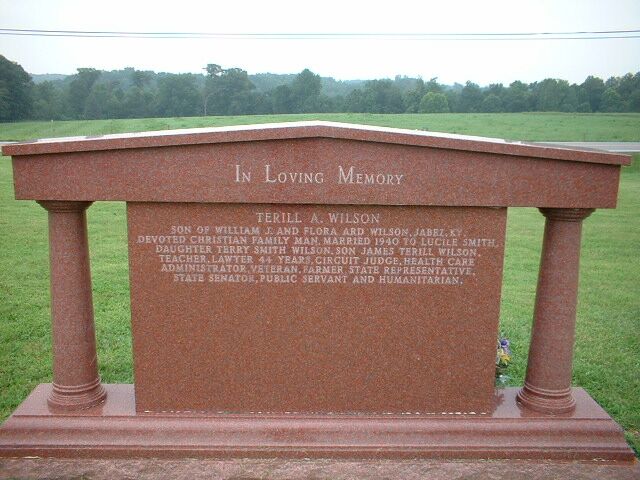 In Loving Memory
TERILL A. WILSON
SON OF WILLIAM J. AND FLORA ARD WILSON, JABEZ, KY.
DEVOTED CHRISTIAN FAMILY MAN, MARRIED 1940 TO LUCILE SMITH,
DAUGHTER TERRY SMITH WILSON, SON JAMES TERILL WILSON,
TEACHER, LAWYER 44 YEARS, CIRCUIT JUDGE, HEALTH CARE
ADMINISTRATOR, VETERAN, FARMER STATE REPRESENTATIVE,
STATE SENATOR, PUBLIC SERVANT AND HUMANITARIAN.